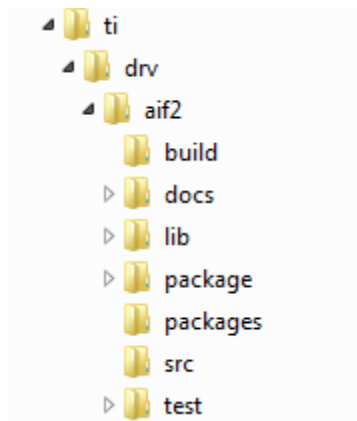 ti
drv
aif2
build
docs
lib
package
packages
src
test